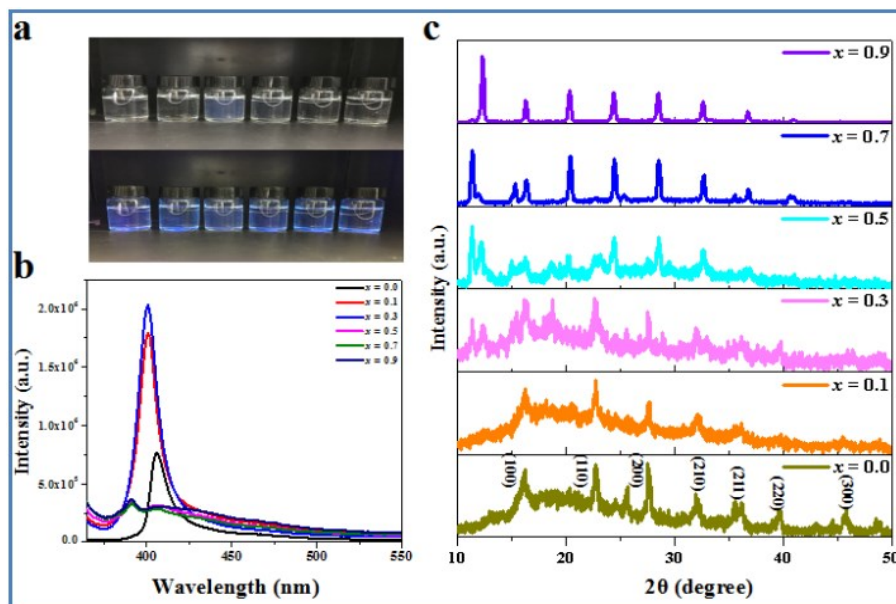 a
b
2.0x10⁶
1.5x10⁶
1.0x10⁶
5.0x10⁵
0.0
400
450
500
550
Intensity (a.u.)
Wavelength (nm)
x = 0.0
x = 0.1
x = 0.3
x = 0.5
x = 0.7
x = 0.9
c
x = 0.9
x = 0.7
x = 0.5
x = 0.3
x = 0.1
x = 0.0
(100)
(110)
(200)
(210)
(21)
(220)
(300)
10
20
30
40
50
Intensity (a.u.)
2θ (degree)